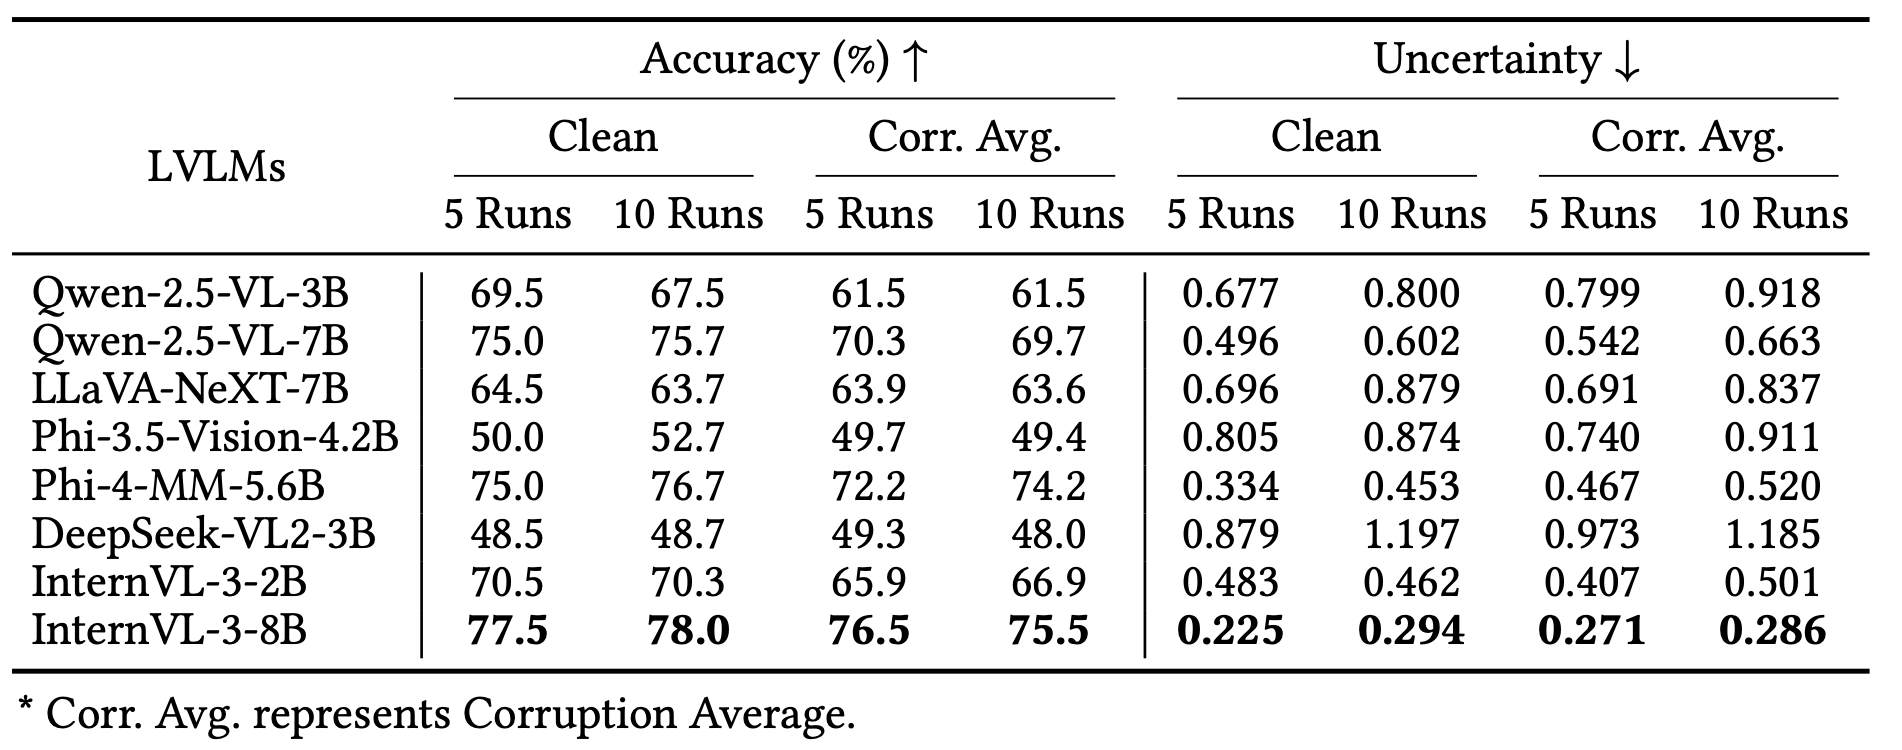 Accuracy (%) ↑ Uncertainty ↓
Clean Corr. Avg. Clean Corr. Avg.
LVLMs
5 Runs 10 Runs 5 Runs 10 Runs 5 Runs 10 Runs 5 Runs 10 Runs
Qwen-2.5-VL-3B 69.5 67.5 61.5 61.5 0.677 0.800 0.799 0.918
Qwen-2.5-VL-7B 75.0 75.7 70.3 69.7 0.496 0.602 0.542 0.663
LLaVA-NeXT-7B 64.5 63.7 63.9 63.6 0.696 0.879 0.691 0.837
Phi-3.5-Vision-4.2B 50.0 52.7 49.7 49.4 0.805 0.874 0.740 0.911
Phi-4-MM-5.6B 75.0 76.7 72.2 74.2 0.334 0.453 0.467 0.520
DeepSeek-VL2-3B 48.5 48.7 49.3 48.0 0.879 1.197 0.973 1.185
InternVL-3-2B 70.5 70.3 65.9 66.9 0.483 0.462 0.407 0.501
InternVL-3-8B 77.5 78.0 76.5 75.5 0.225 0.294 0.271 0.286
* Corr. Avg. represents Corruption Average.